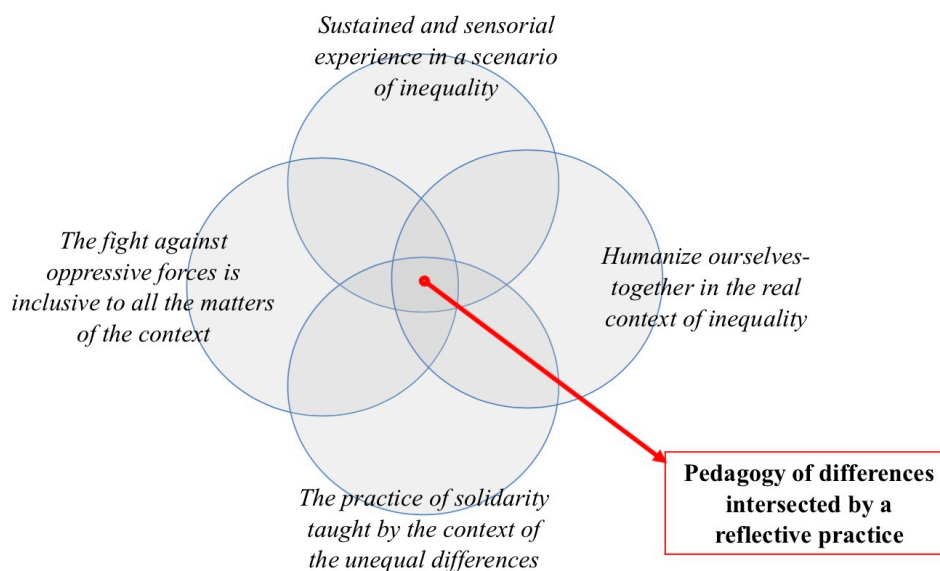 Sustained and sensorial
experience in a scenario
of inequality
The fight against
oppressive forces is
inclusive to all the matters
of the context
Humanize ourselves-
together in the real
context of inequality
The practice of solidarity
taught by the context of
the unequal differences
Pedagogy of differences
intersected by a
reflective practice